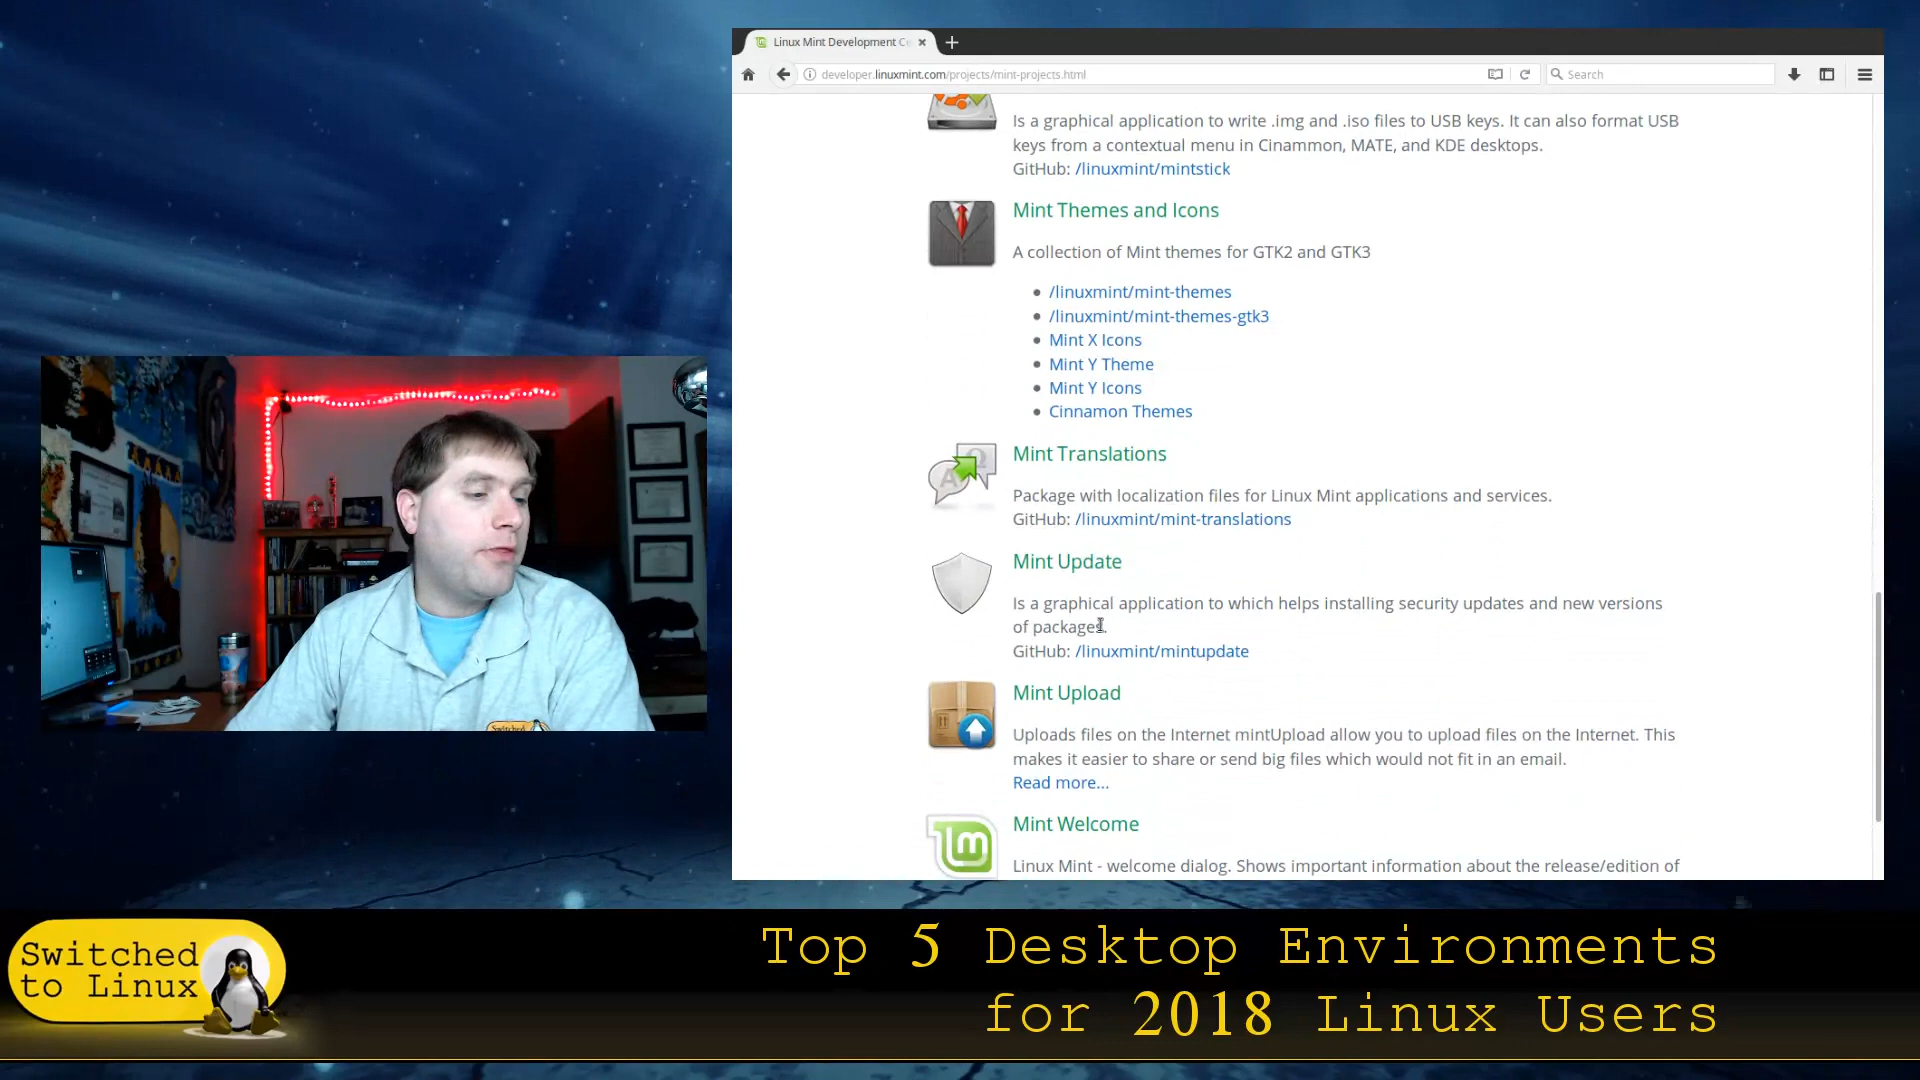 Linux Mint Development Ce
developer.linuxmint.com/projects/mint-projects.html
Search
Is a graphical application to write .img and .iso files to USB keys. It can also format USB
keys from a contextual menu in Cinammon, MATE, and KDE desktops.
GitHub: /linuxmint/mintstick
Mint Themes and Icons
A collection of Mint themes for GTK2 and GTK3
/linuxmint/mint-themes
/linuxmint/mint-themes-gtk3
Mint X Icons
Mint Y Theme
Mint Y Icons
Cinnamon Themes
Mint Translations
Package with localization files for Linux Mint applications and services.
GitHub: /linuxmint/mint-translations
Mint Update
Is a graphical application to which helps installing security updates and new versions
of packages.
GitHub: /linuxmint/mintupdate
Mint Upload
Uploads files on the Internet mintUpload allow you to upload files on the Internet. This
makes it easier to share or send big files which would not fit in an email.
Read more...
Mint Welcome
Linux Mint - welcome dialog. Shows important information about the release/edition of
Switched
Switched
to Linux
Top 5 Desktop Environments
for 2018 Linux Users